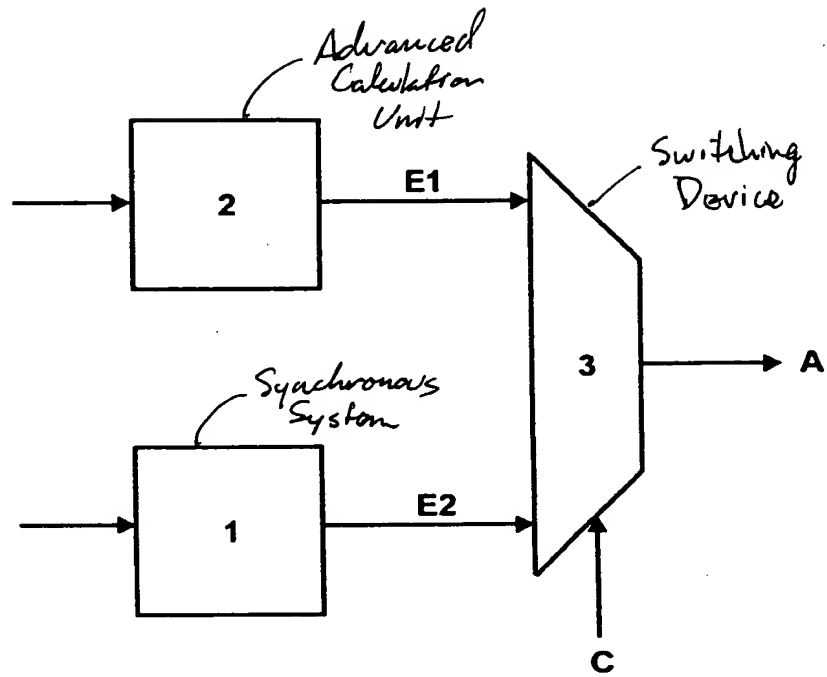 Advanced
Calculation
Unit
2
E1
Switching
Device
3
A
Synchronous
System
1
E2
C